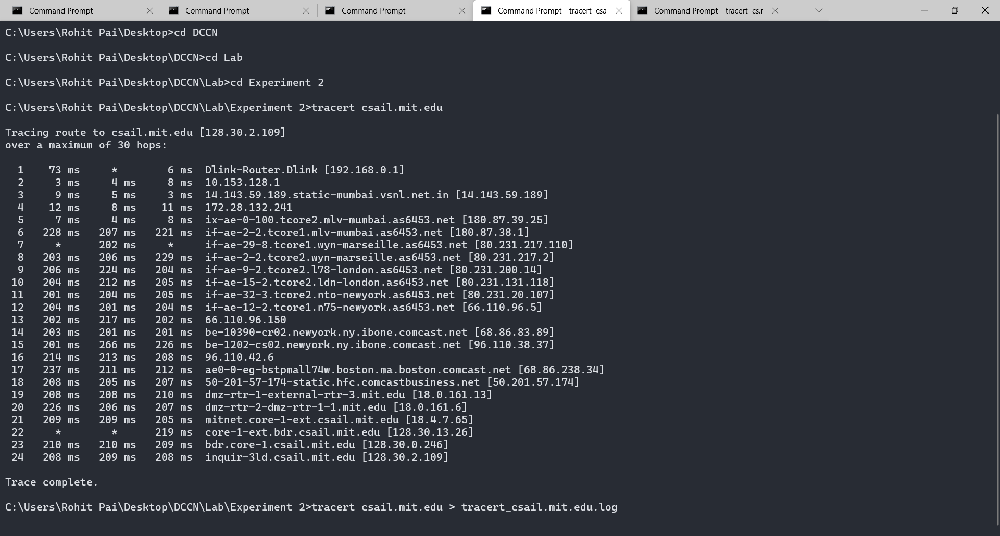 Command Prompt
Command Prompt
Command Prompt
Command Prompt - tracert  csa
Command Prompt - tracert  cs.r
C:\Users\Rohit Pai\Desktop>cd DCCN
C:\Users\Rohit Pai\Desktop\DCCN>cd Lab
C:\Users\Rohit Pai\Desktop\DCCN\Lab>cd Experiment 2
C:\Users\Rohit Pai\Desktop\DCCN\Lab\Experiment 2>tracert csail.mit.edu
Tracing route to csail.mit.edu [128.30.2.109]
over a maximum of 30 hops:
  1    73 ms     *        6 ms  Dlink-Router.Dlink [192.168.0.1]
  2     3 ms     4 ms     8 ms  10.153.128.1
  3     9 ms     5 ms     3 ms  14.143.59.189.static-mumbai.vsnl.net.in [14.143.59.189]
  4    12 ms     8 ms    11 ms  172.28.132.241
  5     7 ms     4 ms     8 ms  ix-ae-0-100.tcore2.mlv-mumbai.as6453.net [180.87.39.25]
  6   228 ms   207 ms   221 ms  if-ae-2-2.tcore1.mlv-mumbai.as6453.net [180.87.38.1]
  7     *      202 ms     *     if-ae-29-8.tcore1.wyn-marseille.as6453.net [80.231.217.110]
  8   203 ms   206 ms   229 ms  if-ae-2-2.tcore2.wyn-marseille.as6453.net [80.231.217.2]
  9   206 ms   224 ms   204 ms  if-ae-9-2.tcore2.l78-london.as6453.net [80.231.200.14]
 10   204 ms   212 ms   205 ms  if-ae-15-2.tcore2.ldn-london.as6453.net [80.231.131.118]
 11   201 ms   204 ms   205 ms  if-ae-32-3.tcore2.nto-newyork.as6453.net [80.231.20.107]
 12   204 ms   201 ms   204 ms  if-ae-12-2.tcore1.n75-newyork.as6453.net [66.110.96.5]
 13   202 ms   217 ms   202 ms  66.110.96.150
 14   203 ms   201 ms   201 ms  be-10390-cr02.newyork.ny.ibone.comcast.net [68.86.83.89]
 15   201 ms   266 ms   226 ms  be-1202-cs02.newyork.ny.ibone.comcast.net [96.110.38.37]
 16   214 ms   213 ms   208 ms  96.110.42.6
 17   237 ms   211 ms   212 ms  ae0-0-eg-bstpmall74w.boston.ma.boston.comcast.net [68.86.238.34]
 18   208 ms   205 ms   207 ms  50-201-57-174-static.hfc.comcastbusiness.net [50.201.57.174]
 19   208 ms   208 ms   210 ms  dmz-rtr-1-external-rtr-3.mit.edu [18.0.161.13]
 20   226 ms   206 ms   207 ms  dmz-rtr-2-dmz-rtr-1-1.mit.edu [18.0.161.6]
 21   209 ms   209 ms   205 ms  mitnet.core-1-ext.csail.mit.edu [18.4.7.65]
 22     *        *      219 ms  core-1-ext.bdr.csail.mit.edu [128.30.13.26]
 23   210 ms   210 ms   209 ms  bdr.core-1.csail.mit.edu [128.30.0.246]
 24   208 ms   209 ms   208 ms  inquir-3ld.csail.mit.edu [128.30.2.109]
Trace complete.
C:\Users\Rohit Pai\Desktop\DCCN\Lab\Experiment 2>tracert csail.mit.edu > tracert_csail.mit.edu.log